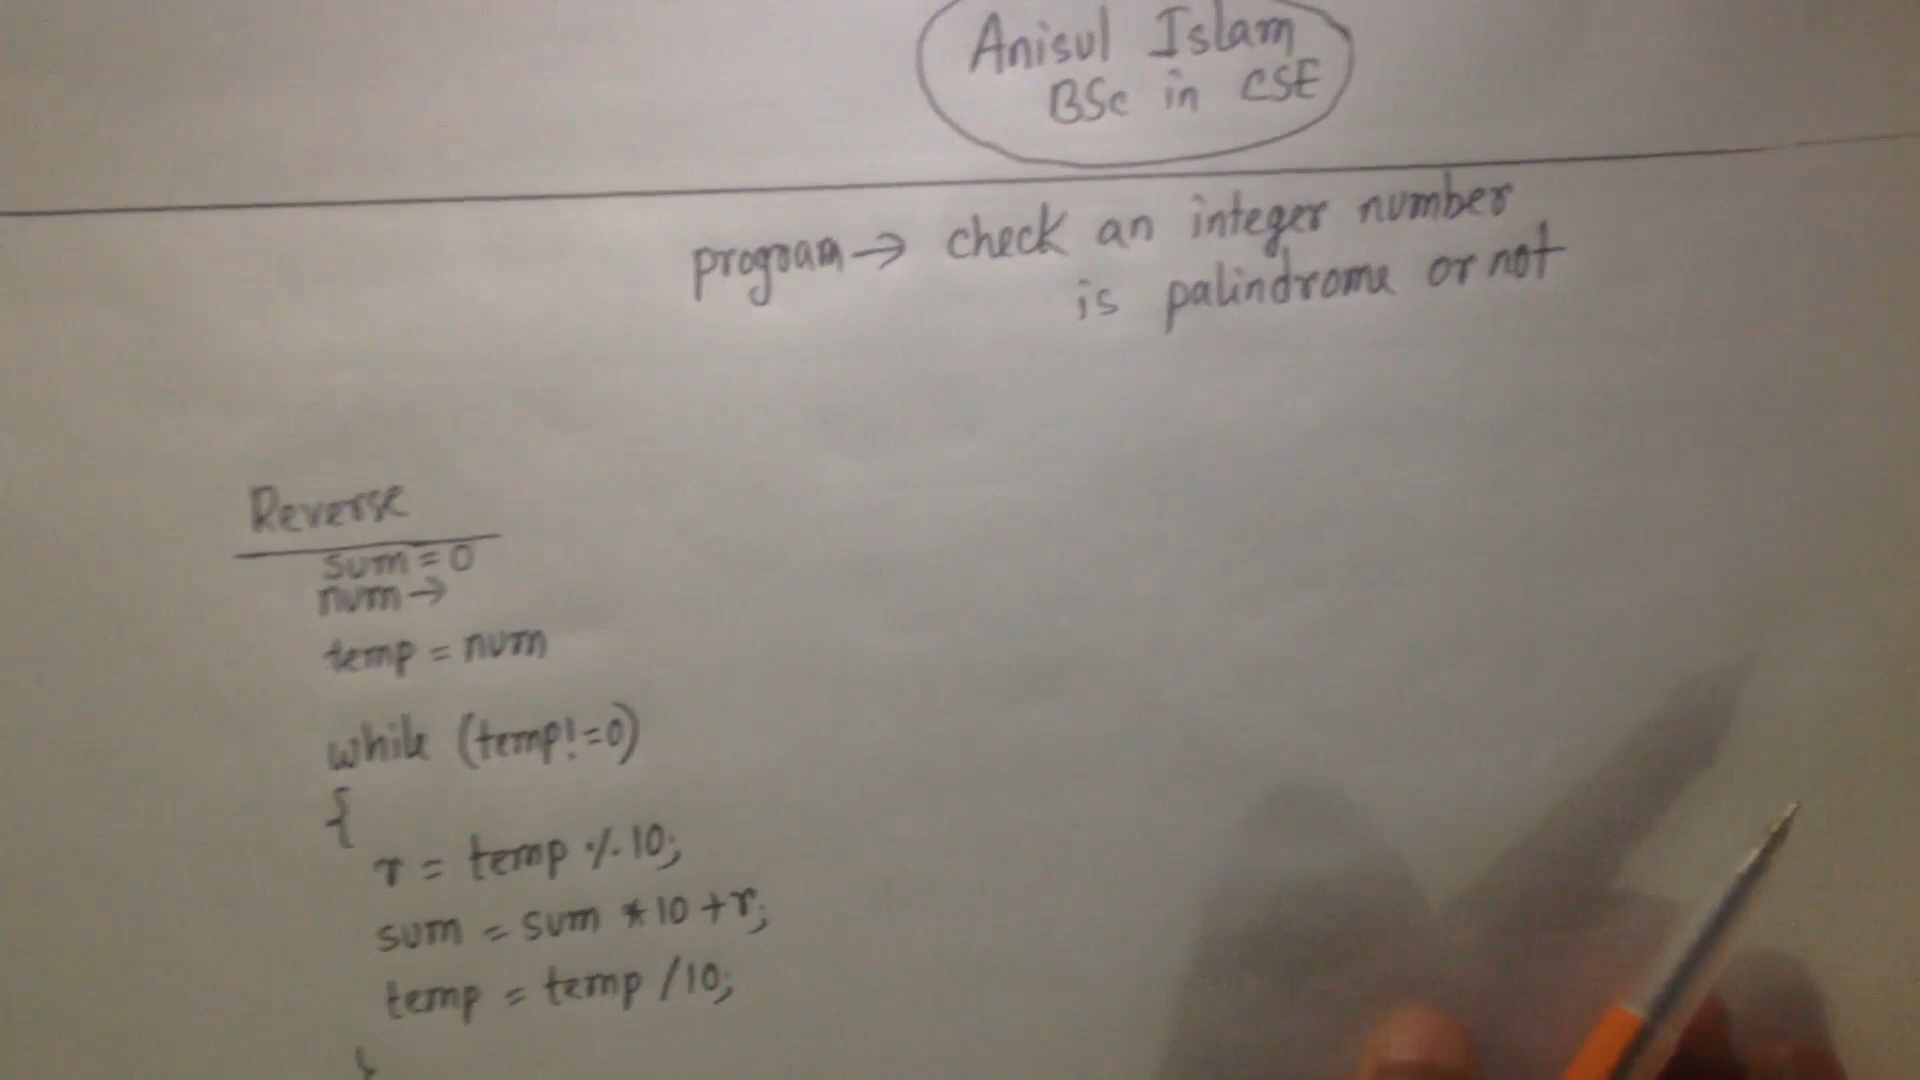 Anisul Islam
BSc in CSE
program → check an integer number
is palindrome or not
Reverse
sum = 0
num →
temp = num
while (temp!=0)
{
r = temp % 10;
sum = sum * 10 + r;
temp = temp / 10;
}